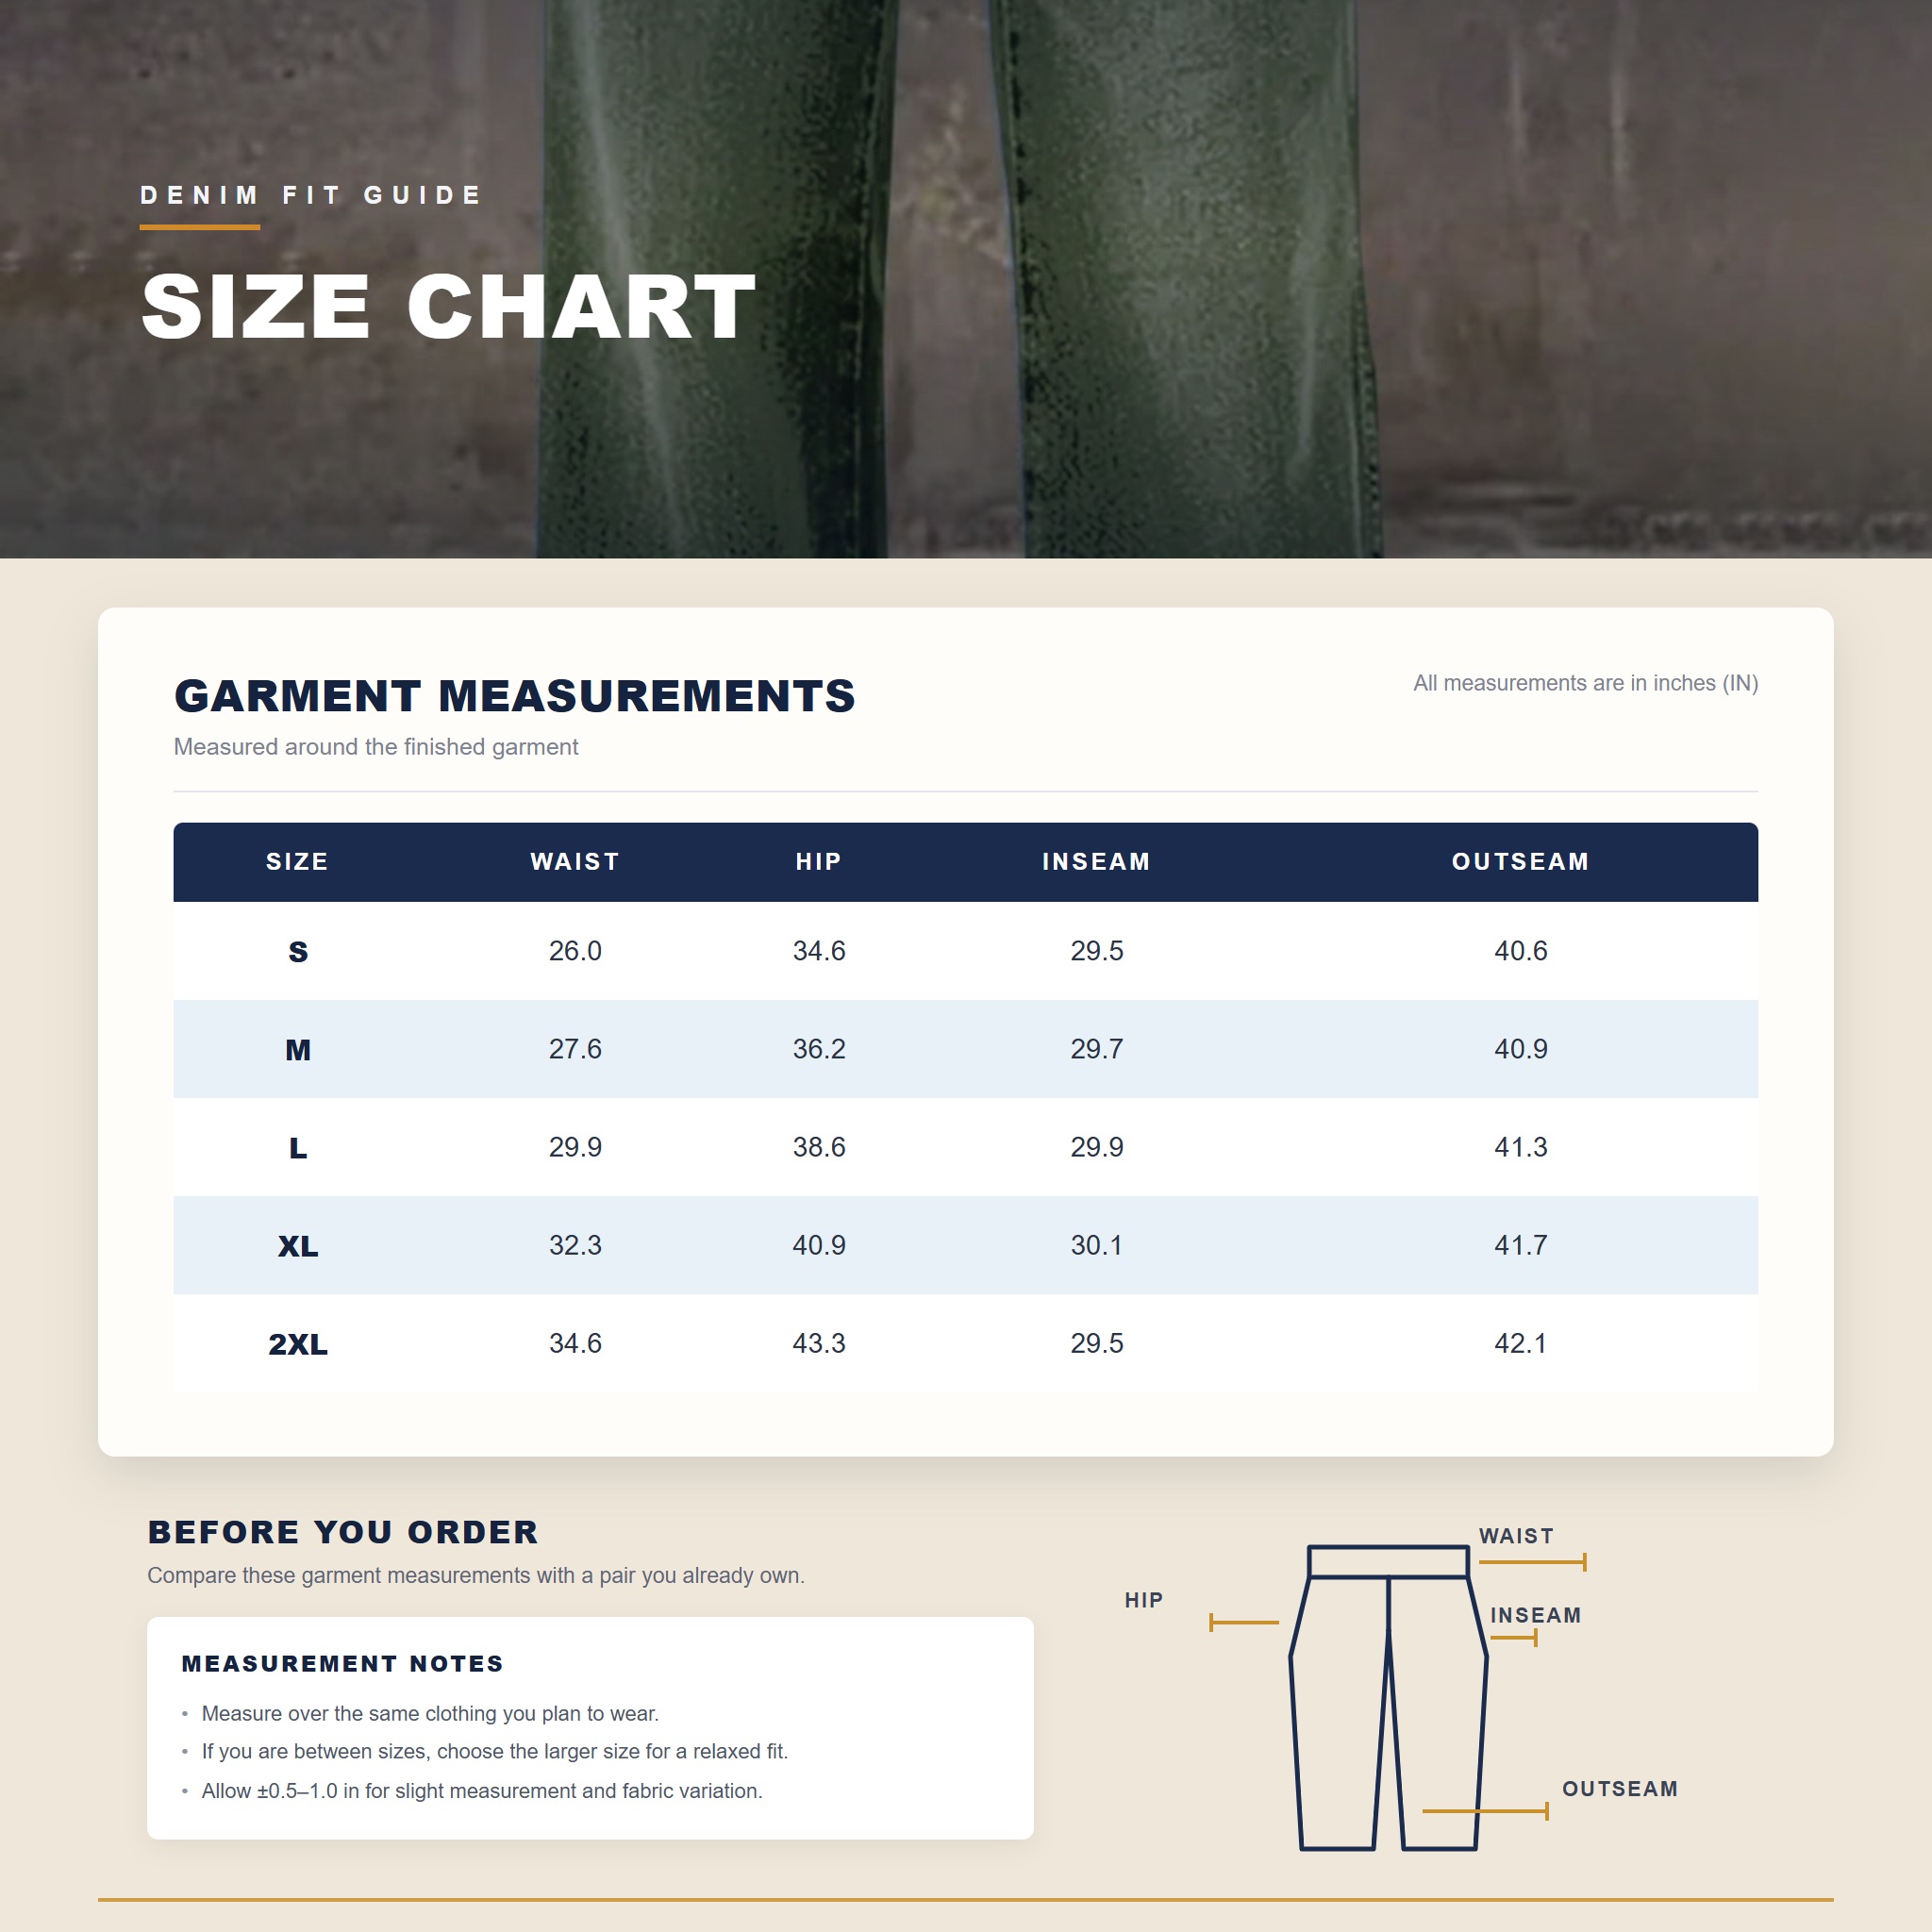 DENIM FIT GUIDE
SIZE CHART
GARMENT MEASUREMENTS
All measurements are in inches (IN)
Measured around the finished garment
SIZE WAIST HIP INSEAM OUTSEAM
S 26.0 34.6 29.5 40.6
M 27.6 36.2 29.7 40.9
L 29.9 38.6 29.9 41.3
XL 32.3 40.9 30.1 41.7
2XL 34.6 43.3 29.5 42.1
BEFORE YOU ORDER
Compare these garment measurements with a pair you already own.
MEASUREMENT NOTES
• Measure over the same clothing you plan to wear.
• If you are between sizes, choose the larger size for a relaxed fit.
• Allow ±0.5–1.0 in for slight measurement and fabric variation.
WAIST
HIP
INSEAM
OUTSEAM